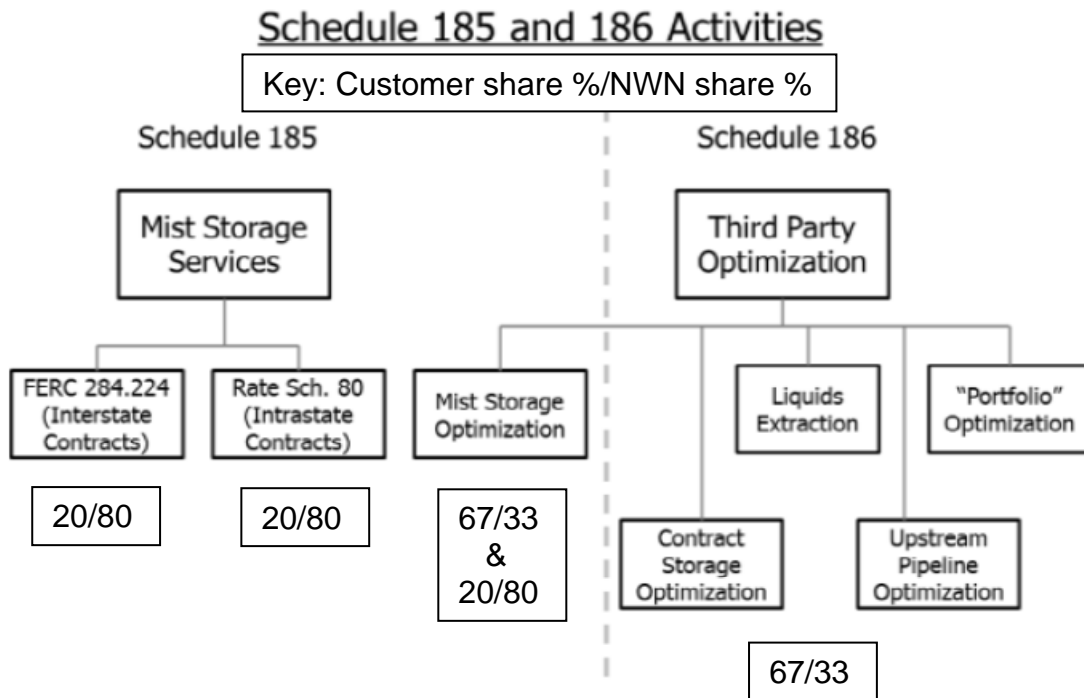 Schedule 185 and 186 Activities
Key: Customer share %/NWN share %
Schedule 185
Schedule 186
Mist Storage
Services
Third Party
Optimization
FERC 284.224
(Interstate
Contracts)
Rate Sch. 80
(Intrastate
Contracts)
Mist Storage
Optimization
Liquids
Extraction
“Portfolio”
Optimization
20/80
20/80
67/33
&
20/80
Contract
Storage
Optimization
Upstream
Pipeline
Optimization
67/33